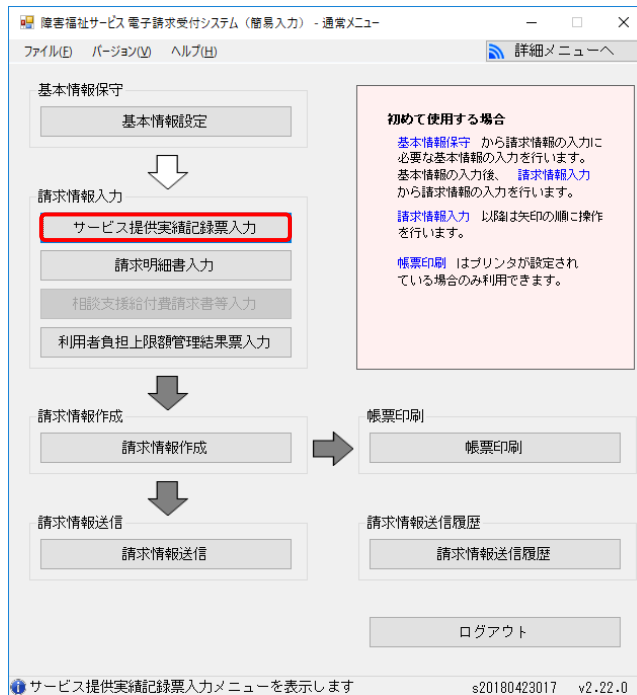 障害福祉サービス 電子請求受付システム（簡易入力） - 通常メニュー
ファイル(F) バージョン(V) ヘルプ(H)
詳細メニューへ
基本情報保守
基本情報設定
初めて使用する場合
基本情報保守 から請求情報の入力に
必要な基本情報の入力を行います。
基本情報の入力後、 請求情報入力
から請求情報の入力を行います。
請求情報入力 以降は矢印の順に操作
を行います。
帳票印刷 はプリンタが設定され
ている場合のみ利用できます。
請求情報入力
サービス提供実績記録票入力
請求明細書入力
相談支援給付費請求書等入力
利用者負担上限額管理結果票入力
請求情報作成
請求情報作成
帳票印刷
帳票印刷
請求情報送信
請求情報送信
請求情報送信履歴
請求情報送信履歴
ログアウト
サービス提供実績記録票入力メニューを表示します
s20180423017 v2.22.0